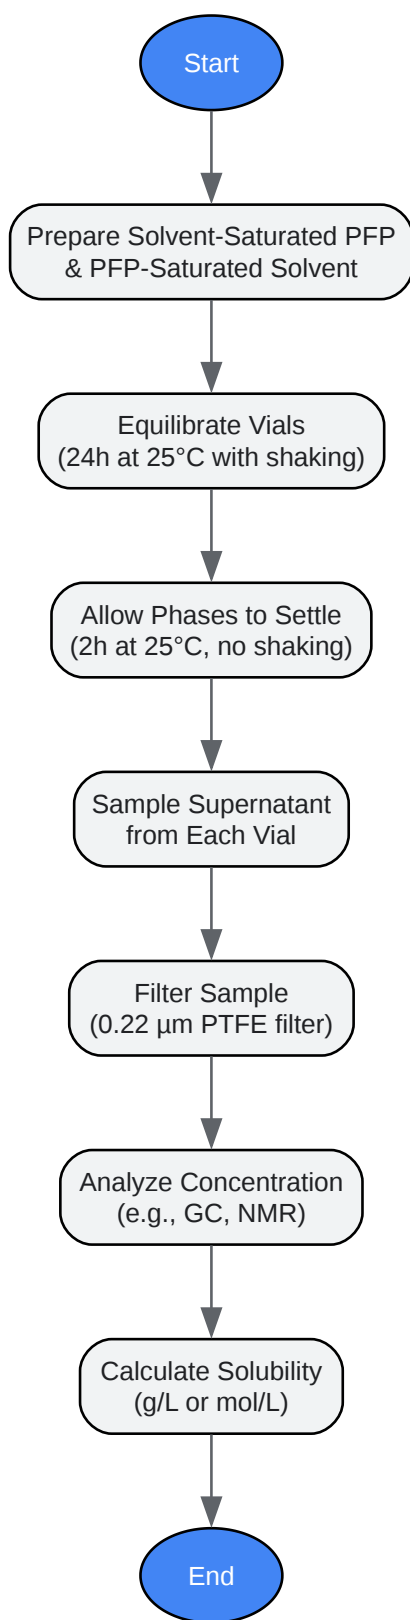 Start
Prepare Solvent-Saturated PFP
& PFP-Saturated Solvent
Equilibrate Vials
(24h at 25°C with shaking)
Allow Phases to Settle
(2h at 25°C, no shaking)
Sample Supernatant
from Each Vial
Filter Sample
(0.22 µm PTFE filter)
Analyze Concentration
(e.g., GC, NMR)
Calculate Solubility
(g/L or mol/L)
End